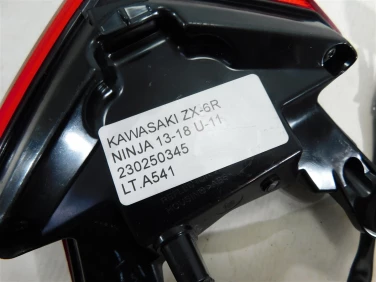 KAWASAKI ZX-6R
NINJA 13-18 U-11
230250345
LT.A541